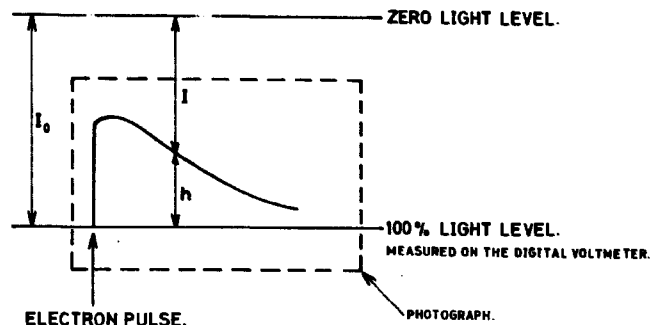 ZERO LIGHT LEVEL.
I
I₀
h
100% LIGHT LEVEL.
MEASURED ON THE DIGITAL VOLTMETER.
ELECTRON PULSE.
PHOTOGRAPH.